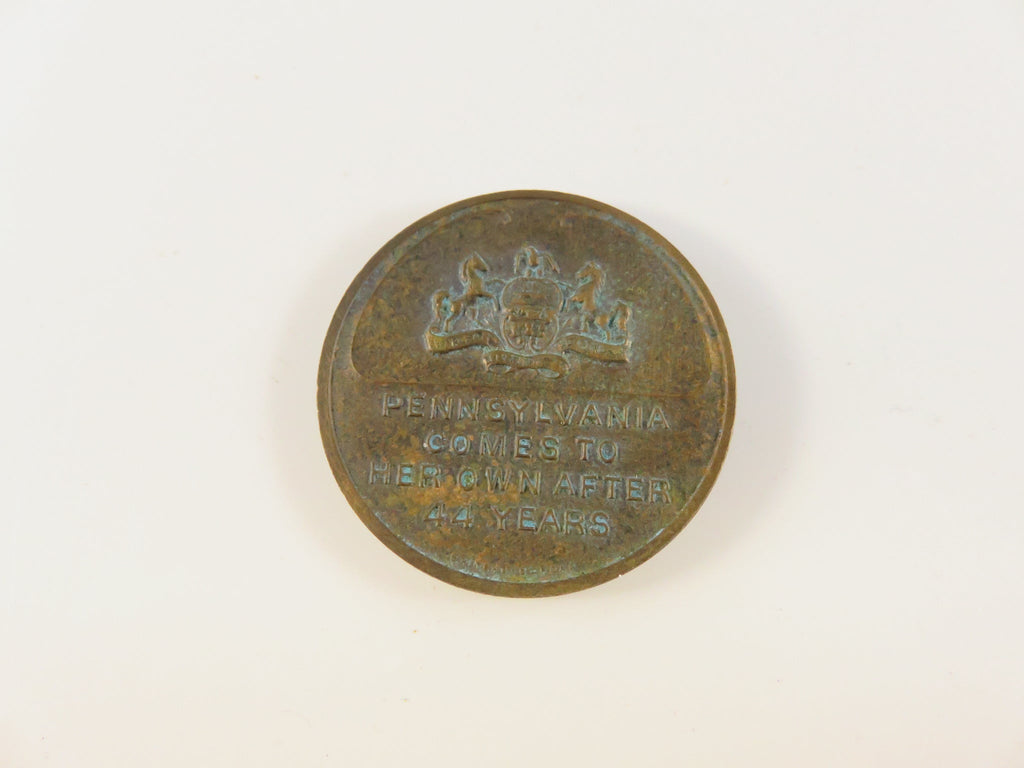 PENNSYLVANIA
COMES TO
HER OWN AFTER
44 YEARS